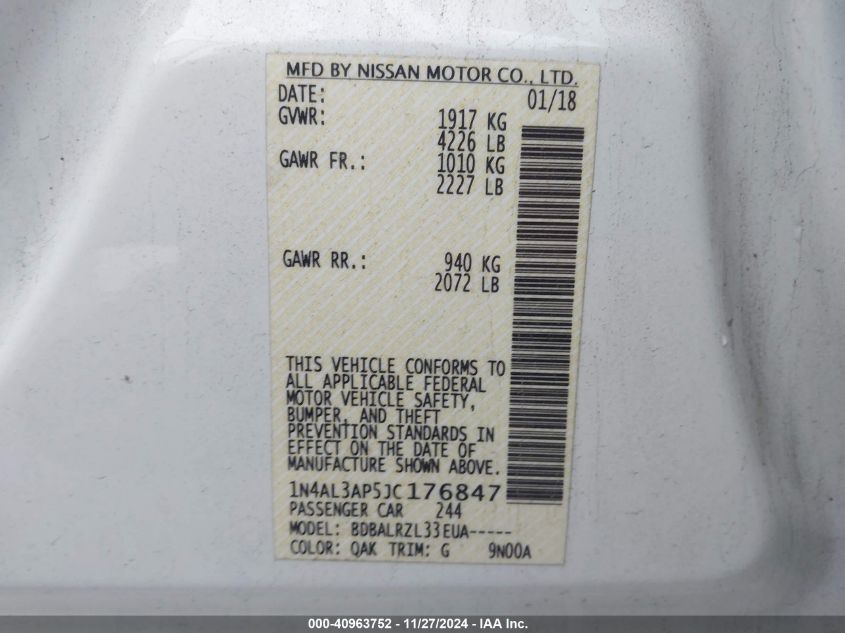 MFD BY NISSAN MOTOR CO., LTD.
DATE: 01/18
GVWR: 1917 KG
4226 LB
GAWR FR.: 1010 KG
2227 LB
GAWR RR.: 940 KG
2072 LB
THIS VEHICLE CONFORMS TO
ALL APPLICABLE FEDERAL
MOTOR VEHICLE SAFETY,
BUMPER, AND THEFT
PREVENTION STANDARDS IN
EFFECT ON THE DATE OF
MANUFACTURE SHOWN ABOVE.
1N4AL3AP5JC176847
PASSENGER CAR 244
MODEL: BDBALRZL33EUA-----
COLOR: QAK TRIM: G 9N00A
000-40963752 - 11/27/2024 - IAA Inc.